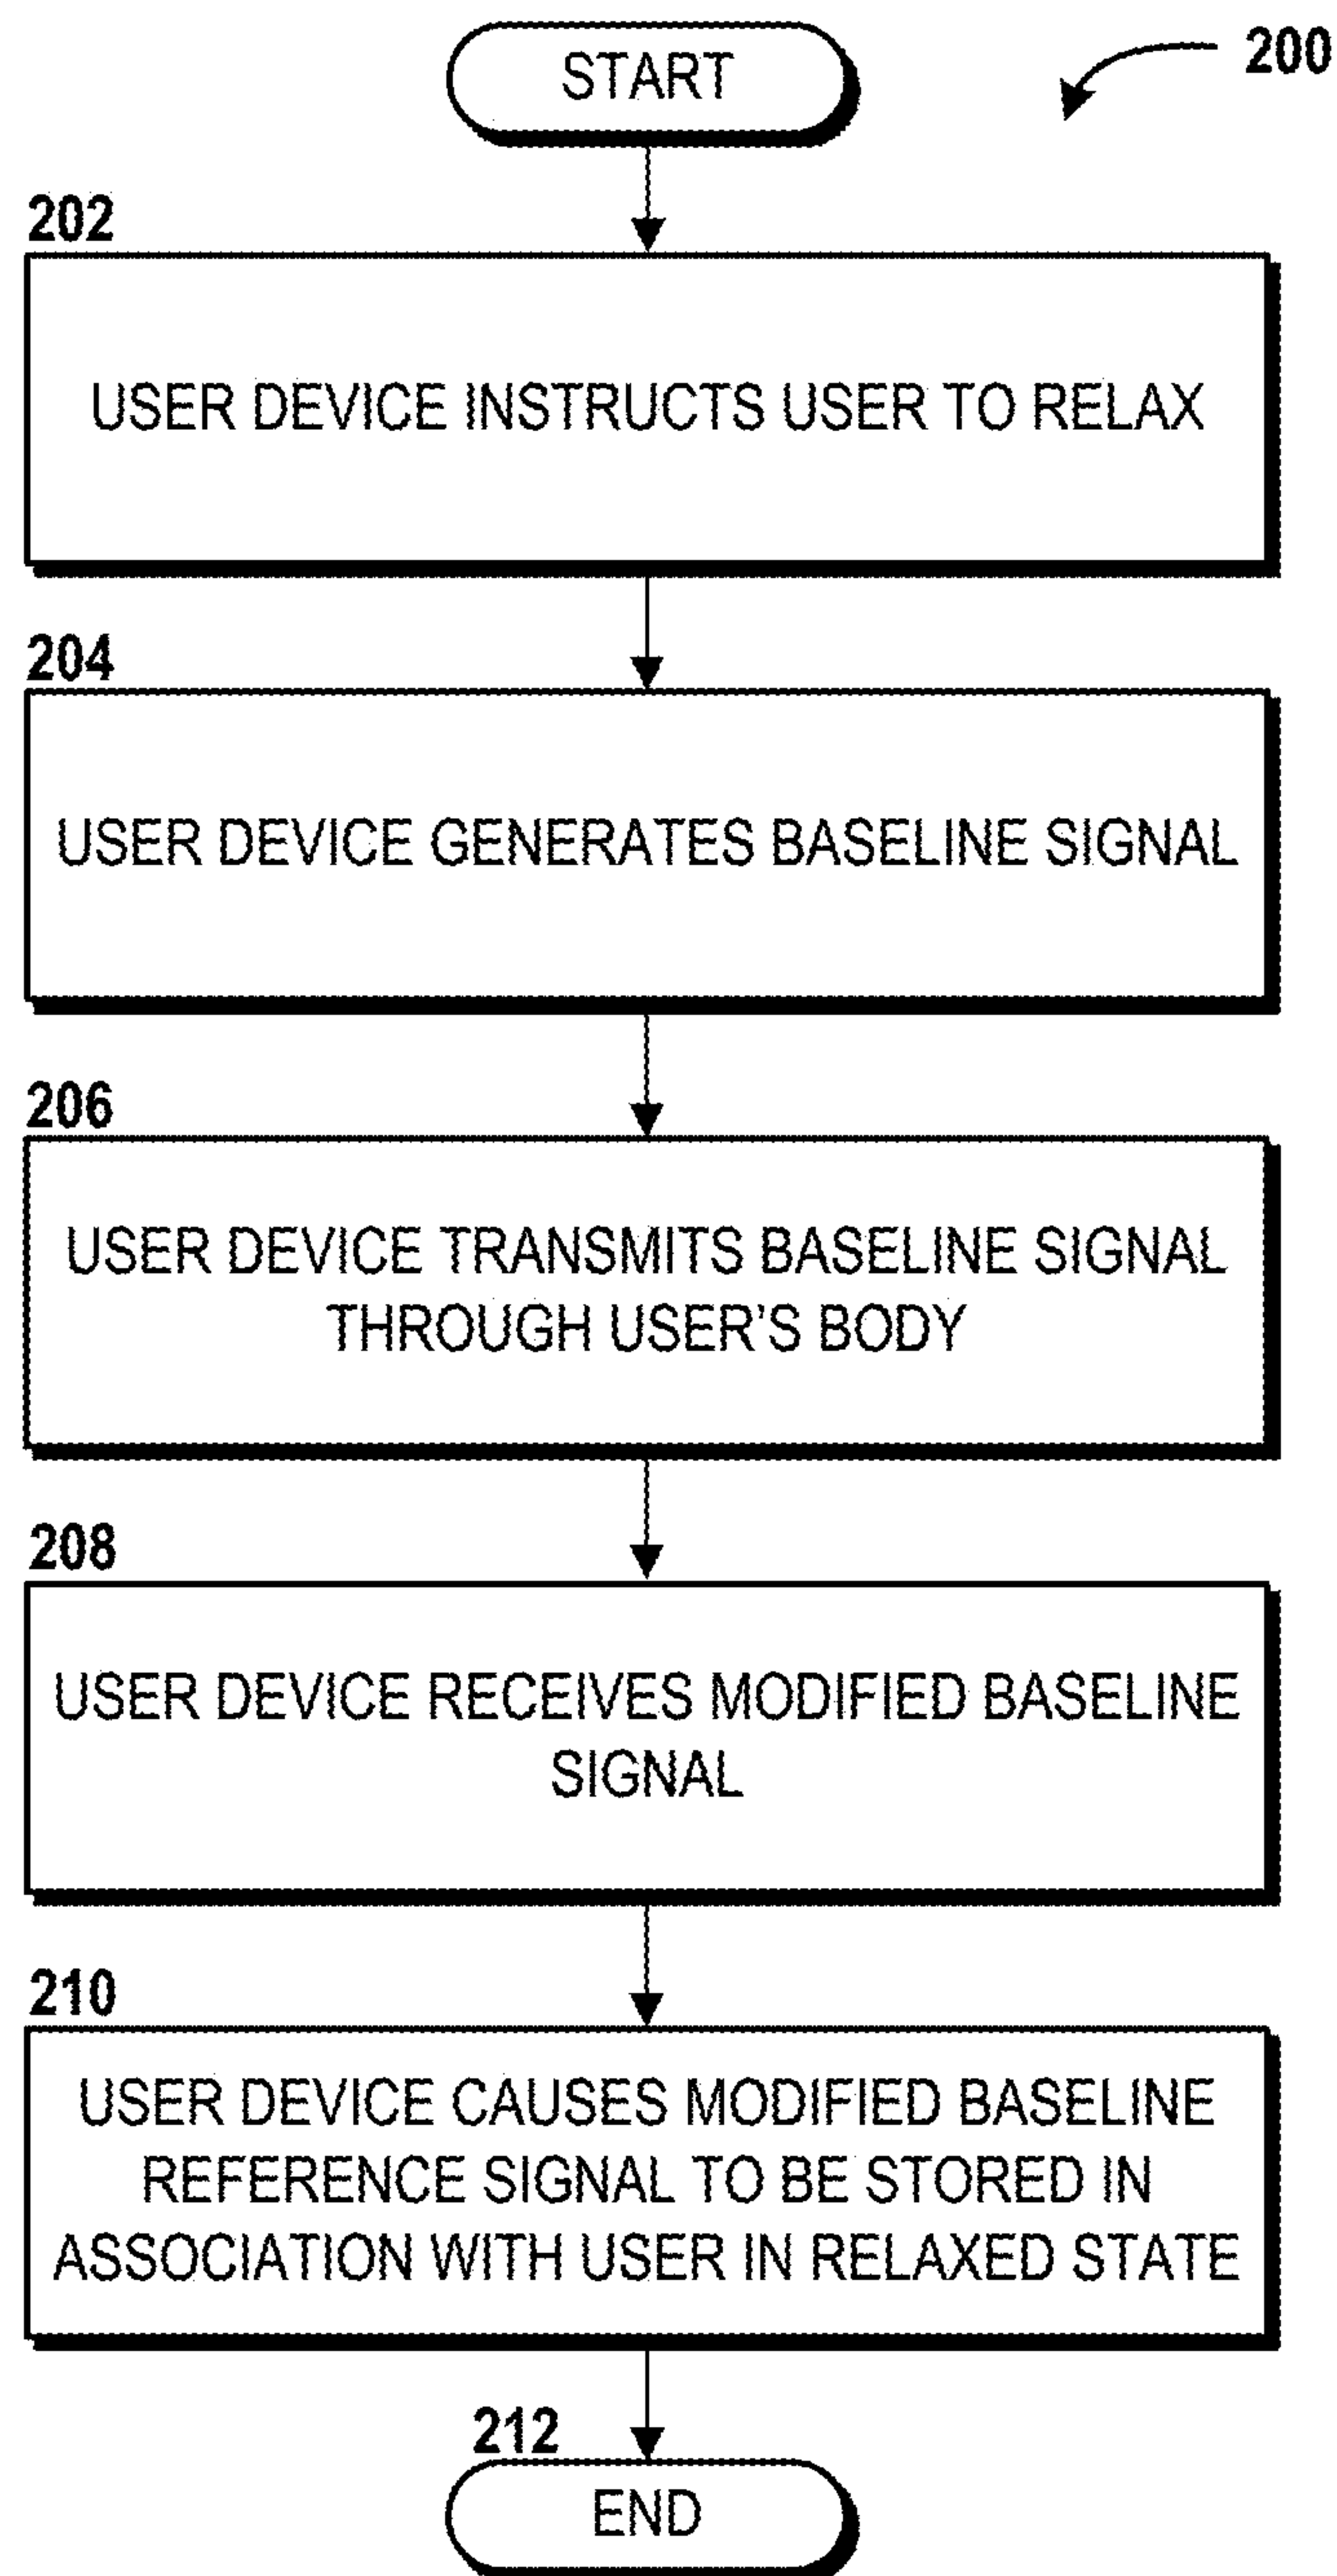 START
200
202
USER DEVICE INSTRUCTS USER TO RELAX
204
USER DEVICE GENERATES BASELINE SIGNAL
206
USER DEVICE TRANSMITS BASELINE SIGNAL
THROUGH USER'S BODY
208
USER DEVICE RECEIVES MODIFIED BASELINE
SIGNAL
210
USER DEVICE CAUSES MODIFIED BASELINE
REFERENCE SIGNAL TO BE STORED IN
ASSOCIATION WITH USER IN RELAXED STATE
212
END